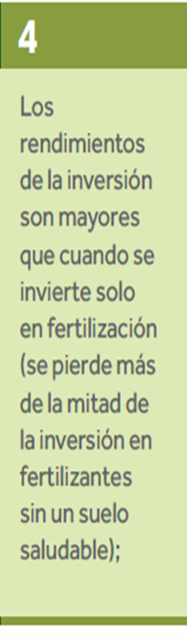 4
Los
rendimientos
de la inversión
son mayores
que cuando se
invierte solo
en fertilización
(se pierde más
de la mitad de
la inversión en
fertilizantes
sin un suelo
saludable);